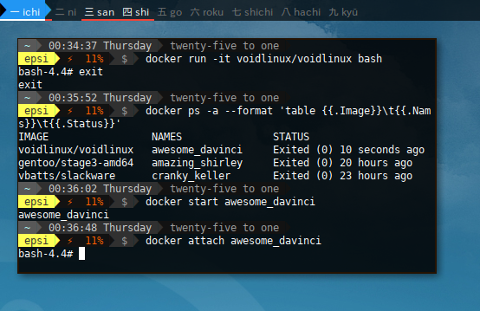 一 ichi 二 ni 三 san 四 shi 五 go 六 roku 七 shichi 八 hachi 九 kyū
~ 00:34:37 Thursday twenty-five to one
epsi ⚡ 11% $ docker run -it voidlinux/voidlinux bash
bash-4.4# exit
exit
~ 00:35:52 Thursday twenty-five to one
epsi ⚡ 11% $ docker ps -a --format 'table {{.Image}}\t{{.Nam
s}}\t{{.Status}}'
IMAGE NAMES STATUS
voidlinux/voidlinux awesome_davinci Exited (0) 10 seconds ago
gentoo/stage3-amd64 amazing_shirley Exited (0) 20 hours ago
vbatts/slackware cranky_keller Exited (0) 23 hours ago
~ 00:36:02 Thursday twenty-five to one
epsi ⚡ 11% $ docker start awesome_davinci
awesome_davinci
~ 00:36:48 Thursday twenty-five to one
epsi ⚡ 11% $ docker attach awesome_davinci
bash-4.4#